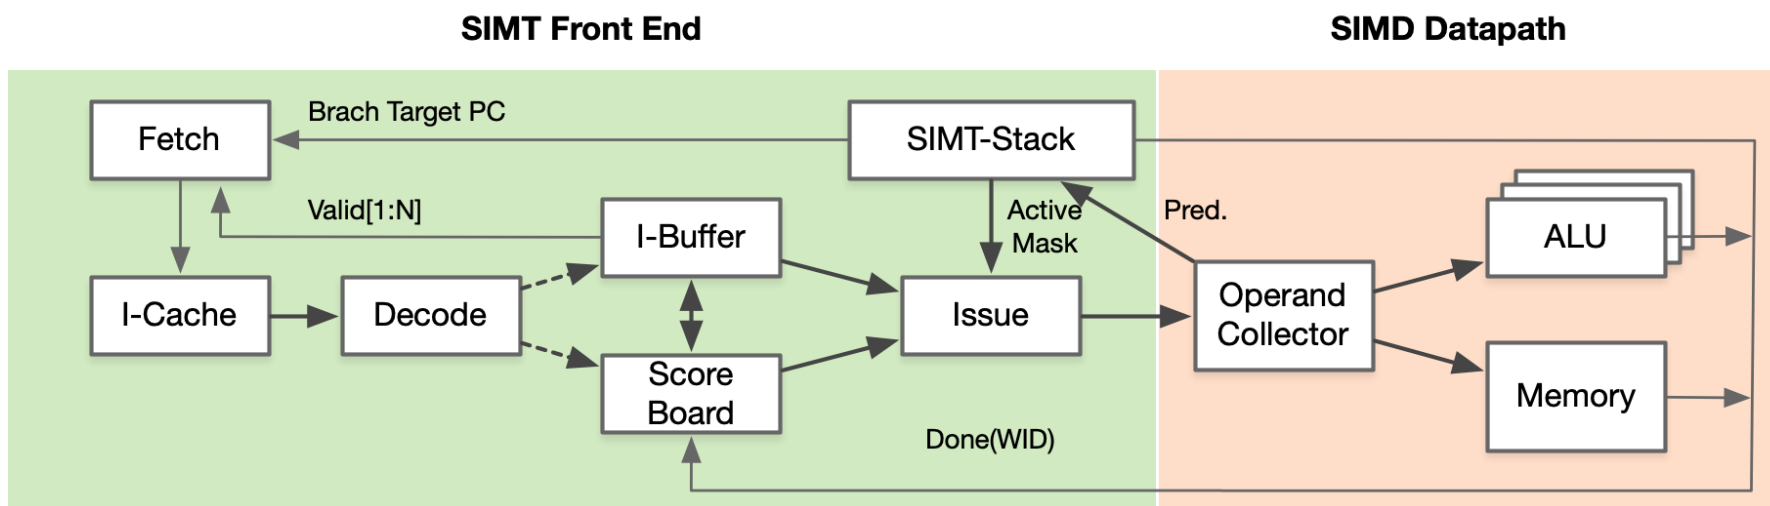 SIMT Front End
SIMD Datapath
Fetch
Brach Target PC
SIMT-Stack
Valid[1:N]
I-Buffer
Active
Mask
Pred.
ALU
I-Cache
Decode
Issue
Operand
Collector
Score
Board
Memory
Done(WID)